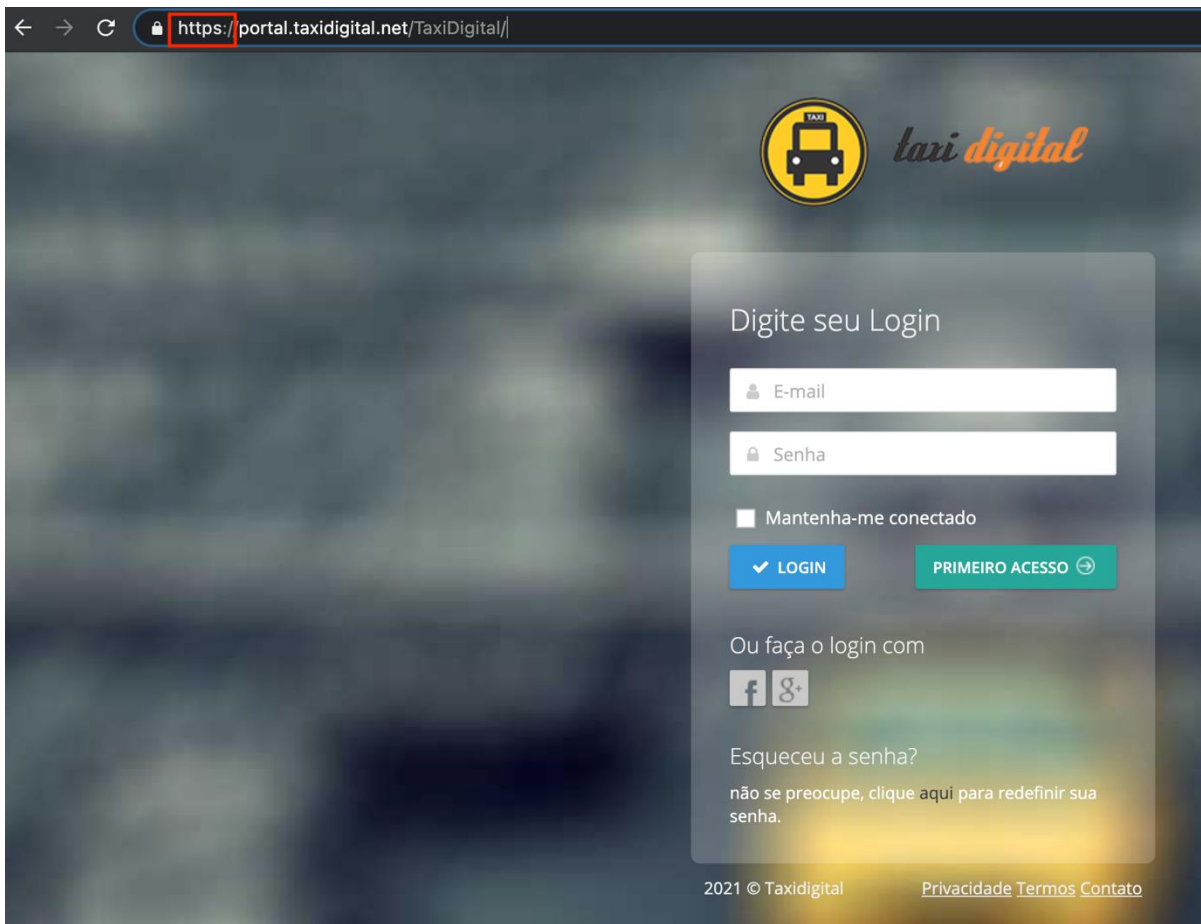 https://portal.taxidigital.net/TaxiDigital/
TAXI
taxi digital
Digite seu Login
E-mail
Senha
Mantenha-me conectado
LOGIN
PRIMEIRO ACESSO
Ou faça o login com
f g+
Esqueceu a senha?
não se preocupe, clique aqui para redefinir sua
senha.
2021 © Taxidigital
Privacidade Termos Contato